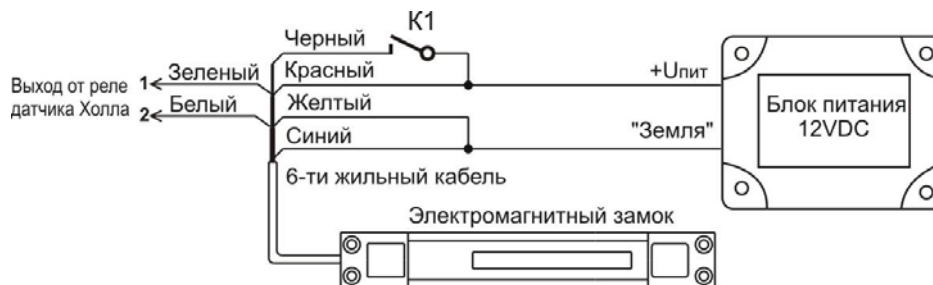 К1
Черный
Зеленый
Красный
+Uпит
Выход от реле
датчика Холла
1
2
Белый
Желтый
Синий
"Земля"
Блок питания
12VDC
6-ти жильный кабель
Электромагнитный замок